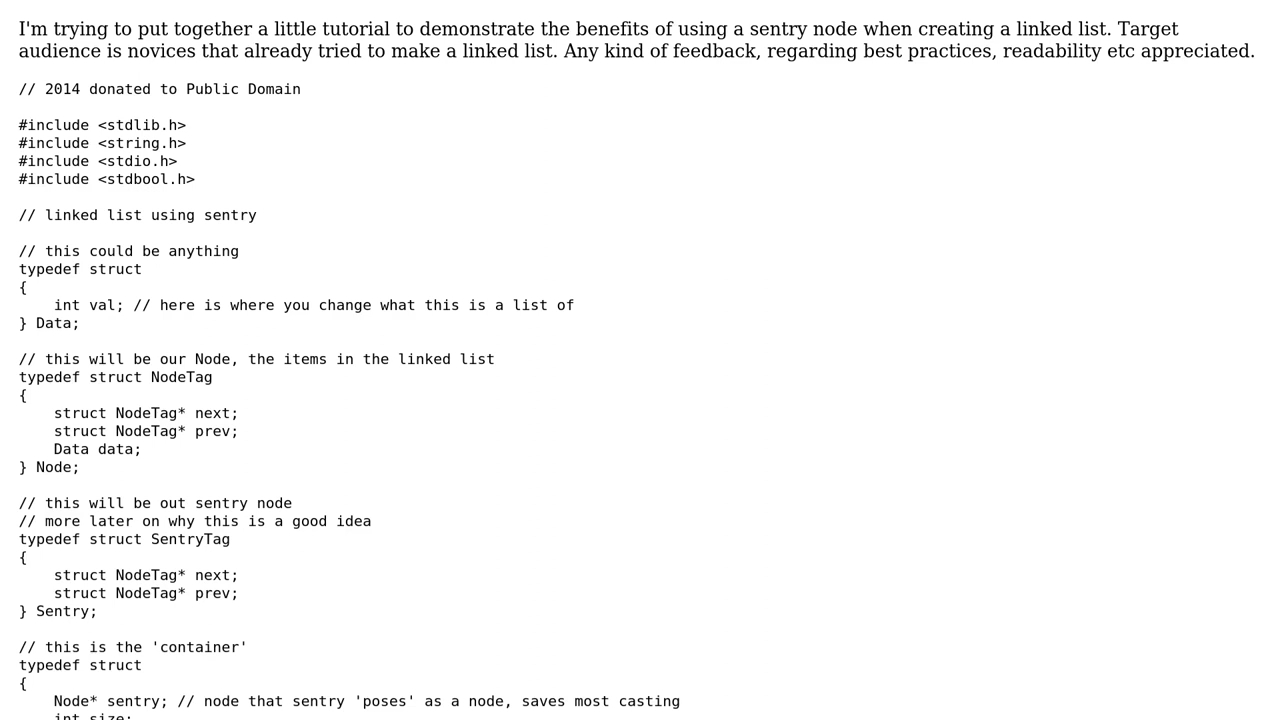 I'm trying to put together a little tutorial to demonstrate the benefits of using a sentry node when creating a linked list. Target
audience is novices that already tried to make a linked list. Any kind of feedback, regarding best practices, readability etc appreciated.
// 2014 donated to Public Domain
#include <stdlib.h>
#include <string.h>
#include <stdio.h>
#include <stdbool.h>
// linked list using sentry
// this could be anything
typedef struct
{
    int val; // here is where you change what this is a list of
} Data;
// this will be our Node, the items in the linked list
typedef struct NodeTag
{
    struct NodeTag* next;
    struct NodeTag* prev;
    Data data;
} Node;
// this will be out sentry node
// more later on why this is a good idea
typedef struct SentryTag
{
    struct NodeTag* next;
    struct NodeTag* prev;
} Sentry;
// this is the 'container'
typedef struct
{
    Node* sentry; // node that sentry 'poses' as a node, saves most casting
    int size;